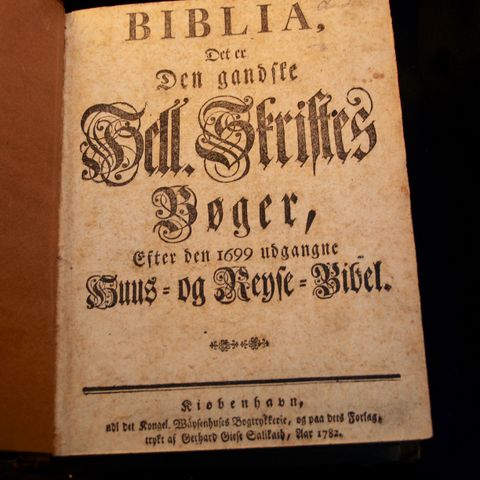 BIBLIA,
Det er
Den gandske
Hell. Skriftes
Bøger,
Efter den 1699 udgangne
Huus- og Reyse-Bibel.
Kiøbenhavn,
udi det Kongel. Wäysenhuses Bogtrykkerie, og paa dets Forlag,
trykt af Gerhard Giese Salikath, Aar 1782.